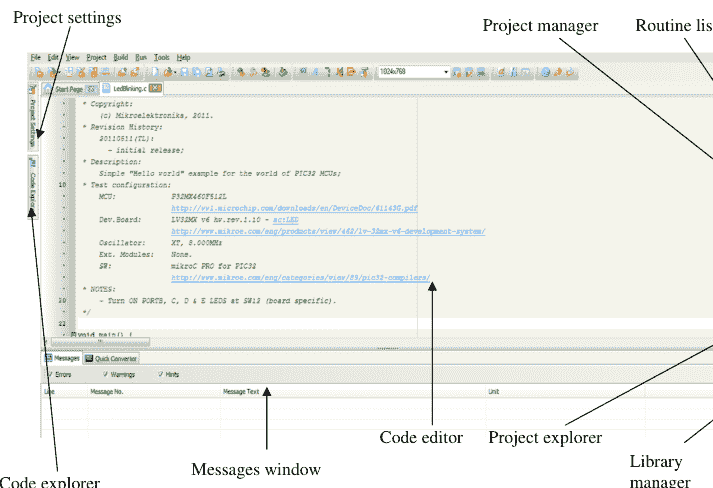 Project settings
Project manager
Routine lis
File Edit View Project Build Run Tools Help
1024x768
Start Page
LedBlinking.c
Project Settings
Code Explo
* Copyright:
(c) Mikroelektronika, 2011.
* Revision History:
20110511(TL):
- initial release;
* Description:
Simple "Hello world" example for the world of PIC32 MCUs;
10
* Test configuration:
MCU: P32MX460F512L
http://ww1.microchip.com/downloads/en/DeviceDoc/61143G.pdf
Dev.Board: LV32MX v6 hw.rev.1.10 - ac:LED
http://www.mikroe.com/eng/products/view/462/lv-32mx-v6-development-system/
Oscillator: XT, 8.000MHz
Ext. Modules: None.
SW: mikroC PRO for PIC32
http://www.mikroe.com/eng/categories/view/89/pic32-compilers/
* NOTES:
20
- Turn ON PORTB, C, D & E LEDS at SW12 (board specific).
*/
22
void main() {
Messages
Quick Converter
Errors
Warnings
Hints
Line
Message No.
Message Text
Unit
Code editor
Project explorer
Messages window
Library
manager
Code explorer